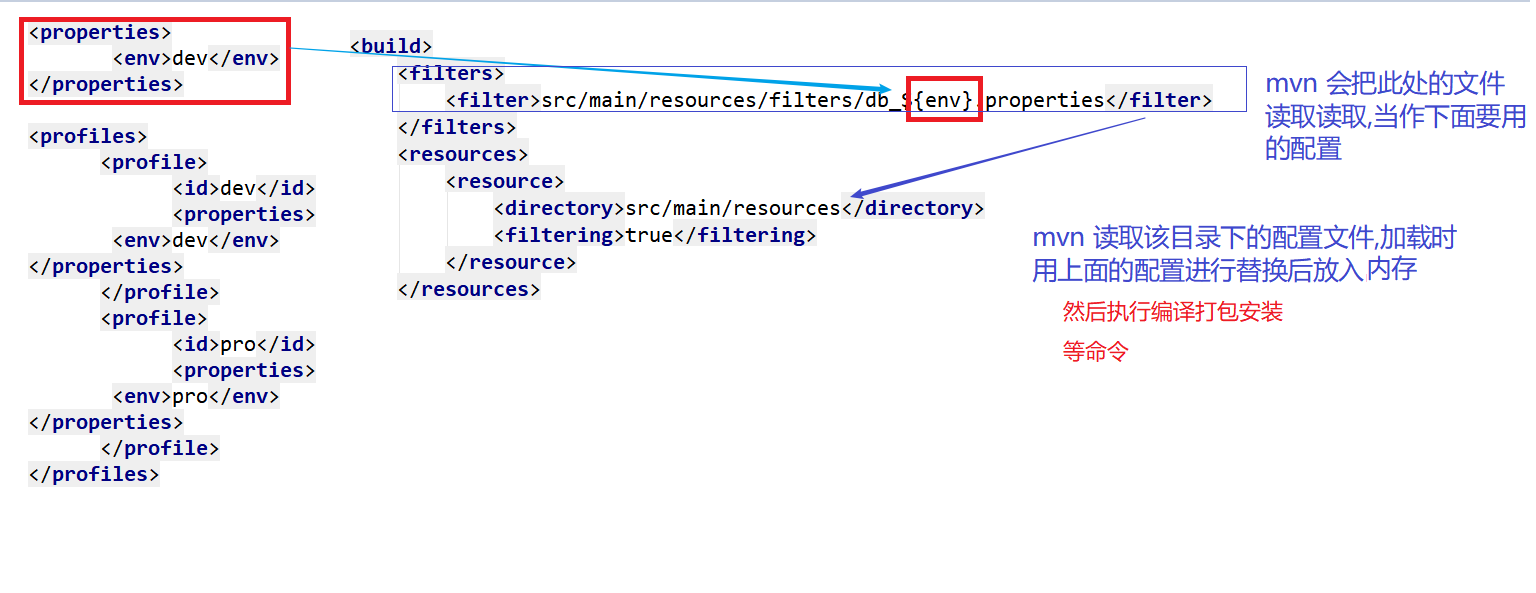 <properties>
<env>dev</env>
</properties>
<profiles>
<profile>
<id>dev</id>
<properties>
<env>dev</env>
</properties>
</profile>
<profile>
<id>pro</id>
<properties>
<env>pro</env>
</properties>
</profile>
</profiles>
<build>
<filters>
<filter>src/main/resources/filters/db_${env}.properties</filter>
</filters>
<resources>
<resource>
<directory>src/main/resources</directory>
<filtering>true</filtering>
</resource>
</resources>
mvn 会把此处的文件
读取读取,当作下面要用
的配置
mvn 读取该目录下的配置文件,加载时
用上面的配置进行替换后放入内存
然后执行编译打包安装
等命令